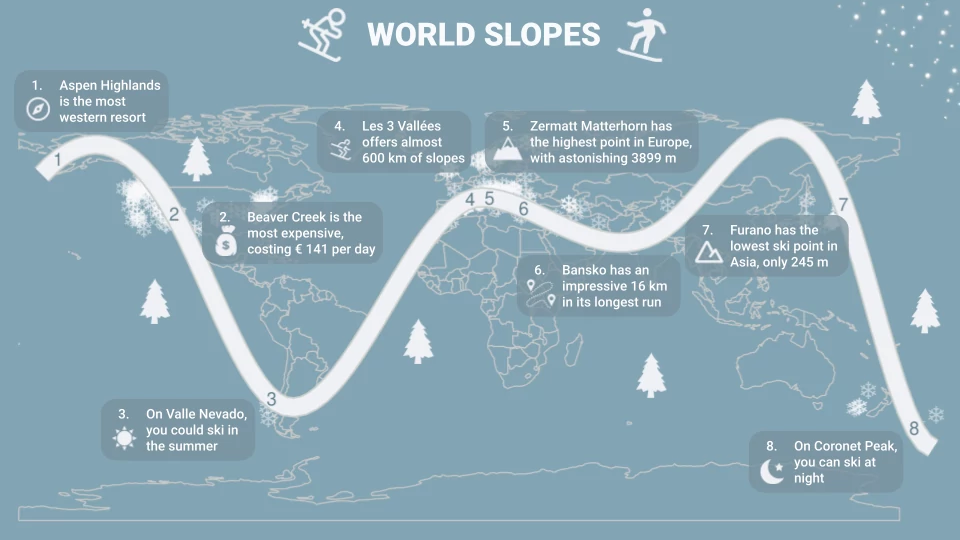 WORLD SLOPES
1. Aspen Highlands
is the most
western resort
4. Les 3 Vallées
offers almost
600 km of slopes
5. Zermatt Matterhorn has
the highest point in Europe,
with astonishing 3899 m
1
2
4
5
6
7
2. Beaver Creek is the
most expensive,
costing € 141 per day
$
7. Furano has the
lowest ski point in
Asia, only 245 m
6. Bansko has an
impressive 16 km
in its longest run
3
3. On Valle Nevado,
you could ski in
the summer
8
8. On Coronet Peak,
you can ski at
night